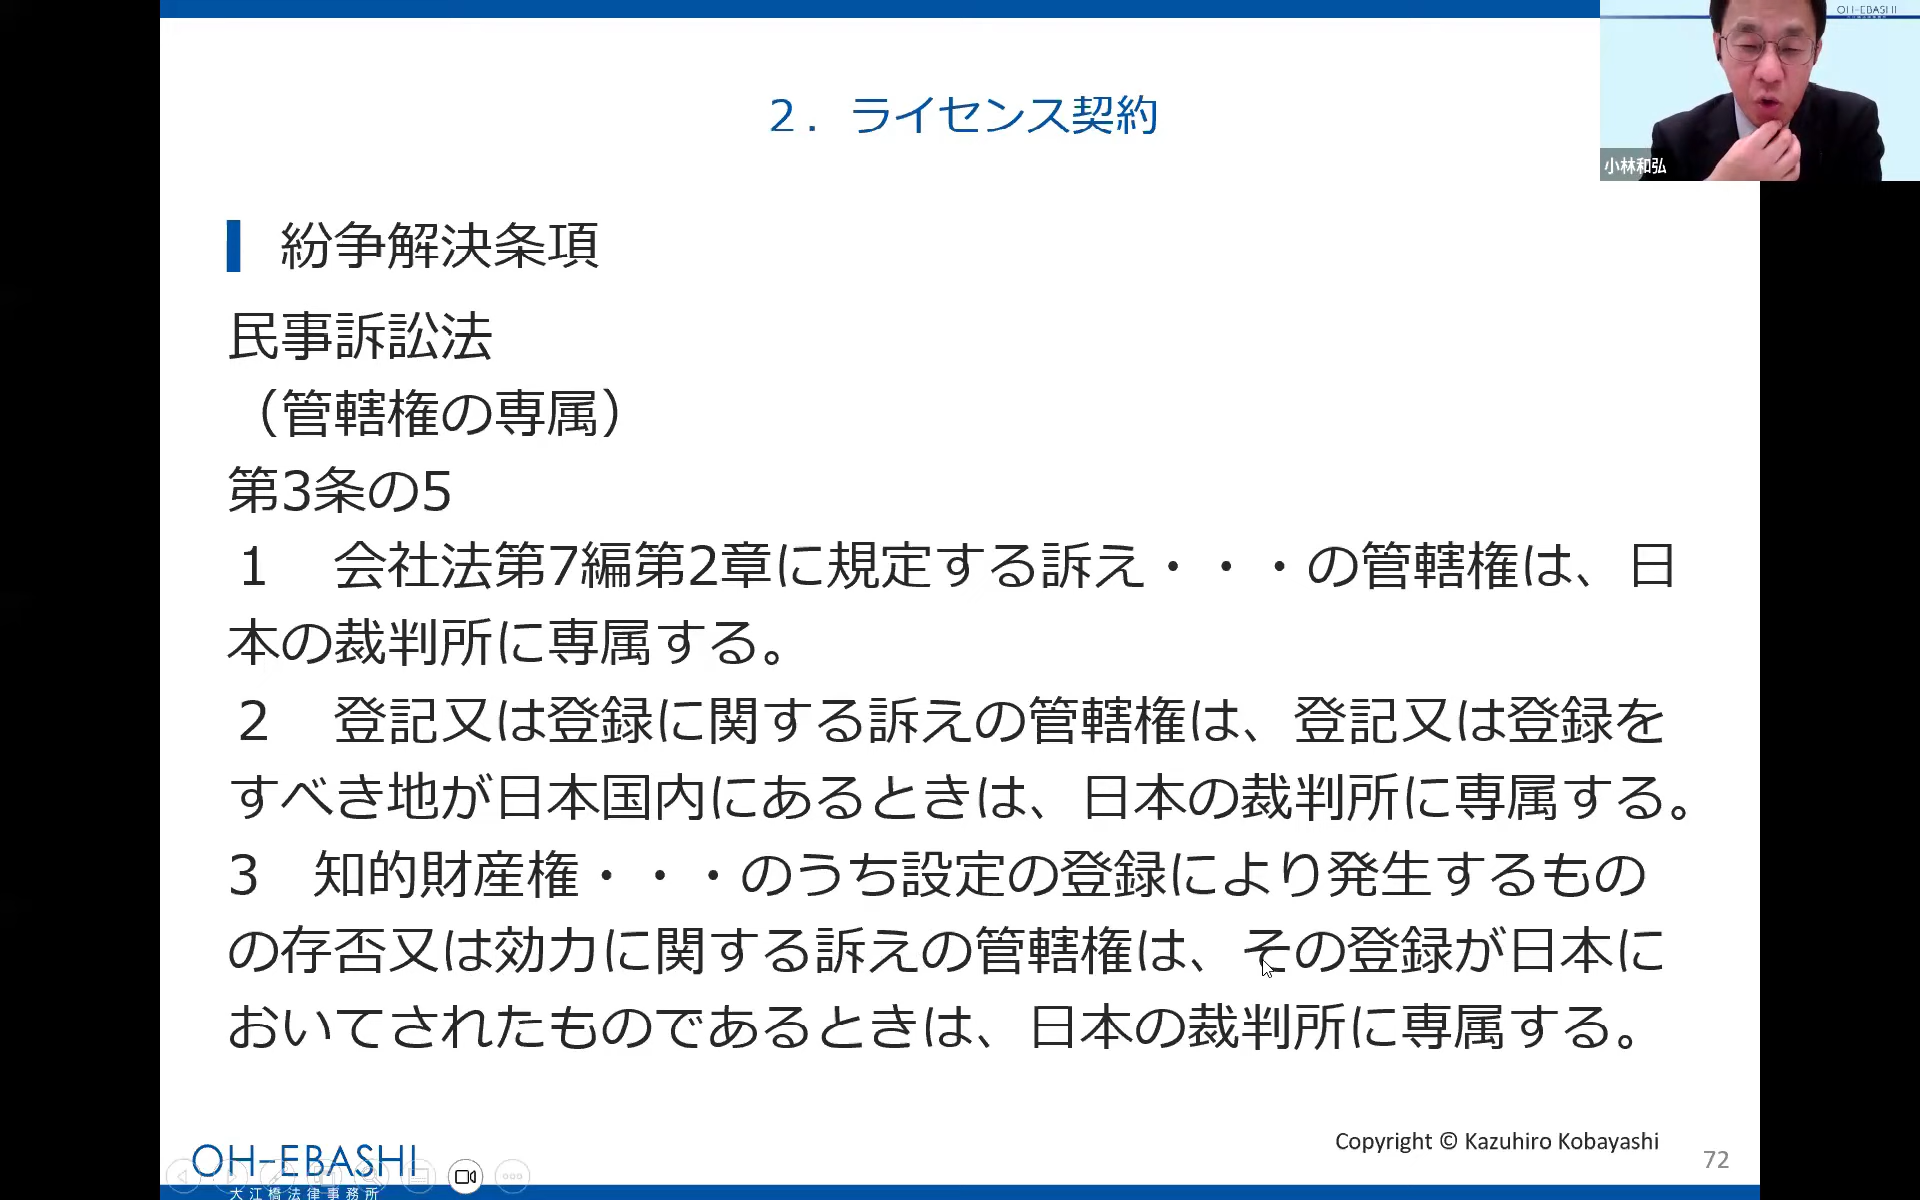 OH-EBASHI
小林和弘
２．ライセンス契約
紛争解決条項
民事訴訟法
（管轄権の専属）
第3条の5
１　会社法第7編第2章に規定する訴え・・・の管轄権は、日
本の裁判所に専属する。
２　登記又は登録に関する訴えの管轄権は、登記又は登録を
すべき地が日本国内にあるときは、日本の裁判所に専属する。
3　知的財産権・・・のうち設定の登録により発生するもの
の存否又は効力に関する訴えの管轄権は、その登録が日本に
おいてされたものであるときは、日本の裁判所に専属する。
Copyright © Kazuhiro Kobayashi
72
OH-EBASHI
大江橋法律事務所